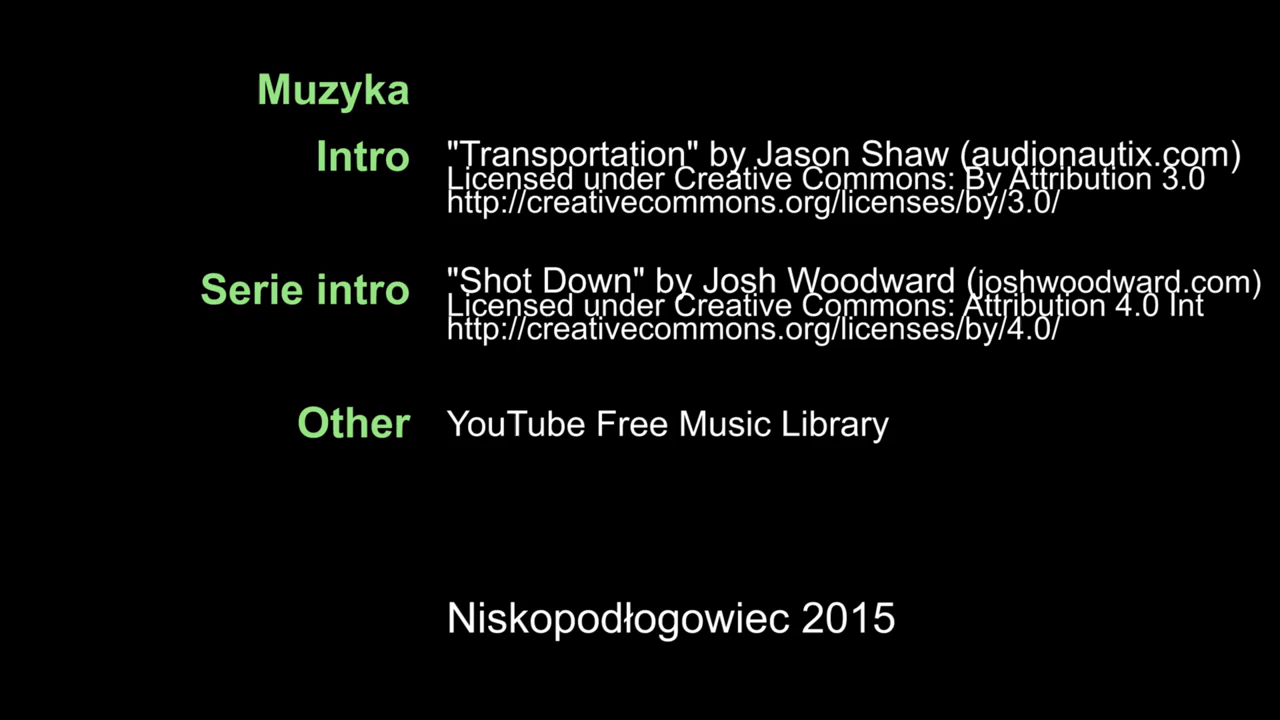 Muzyka
Intro "Transportation" by Jason Shaw (audionautix.com)
Licensed under Creative Commons: By Attribution 3.0
http://creativecommons.org/licenses/by/3.0/
Serie intro "Shot Down" by Josh Woodward (joshwoodward.com)
Licensed under Creative Commons: Attribution 4.0 Int
http://creativecommons.org/licenses/by/4.0/
Other YouTube Free Music Library
Niskopodłogowiec 2015